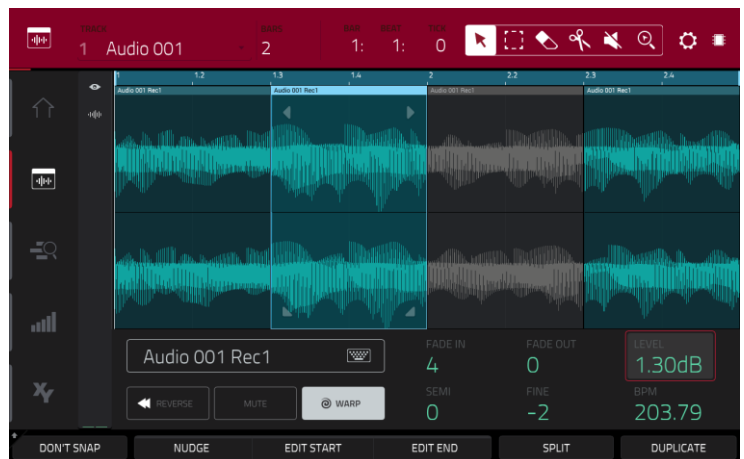 TRACK BARS BAR BEAT TICK
1 Audio 001 2 1: 1: 0
1 1.2 1.3 1.4 2 2.2 2.3 2.4
Audio 001 Rec1 Audio 001 Rec1 Audio 001 Rec1 Audio 001 Rec1
FADE IN FADE OUT LEVEL
Audio 001 Rec1 4 0 1.30dB
SEMI FINE BPM
REVERSE MUTE WARP 0 -2 203.79
DON'T SNAP NUDGE EDIT START EDIT END SPLIT DUPLICATE
XY